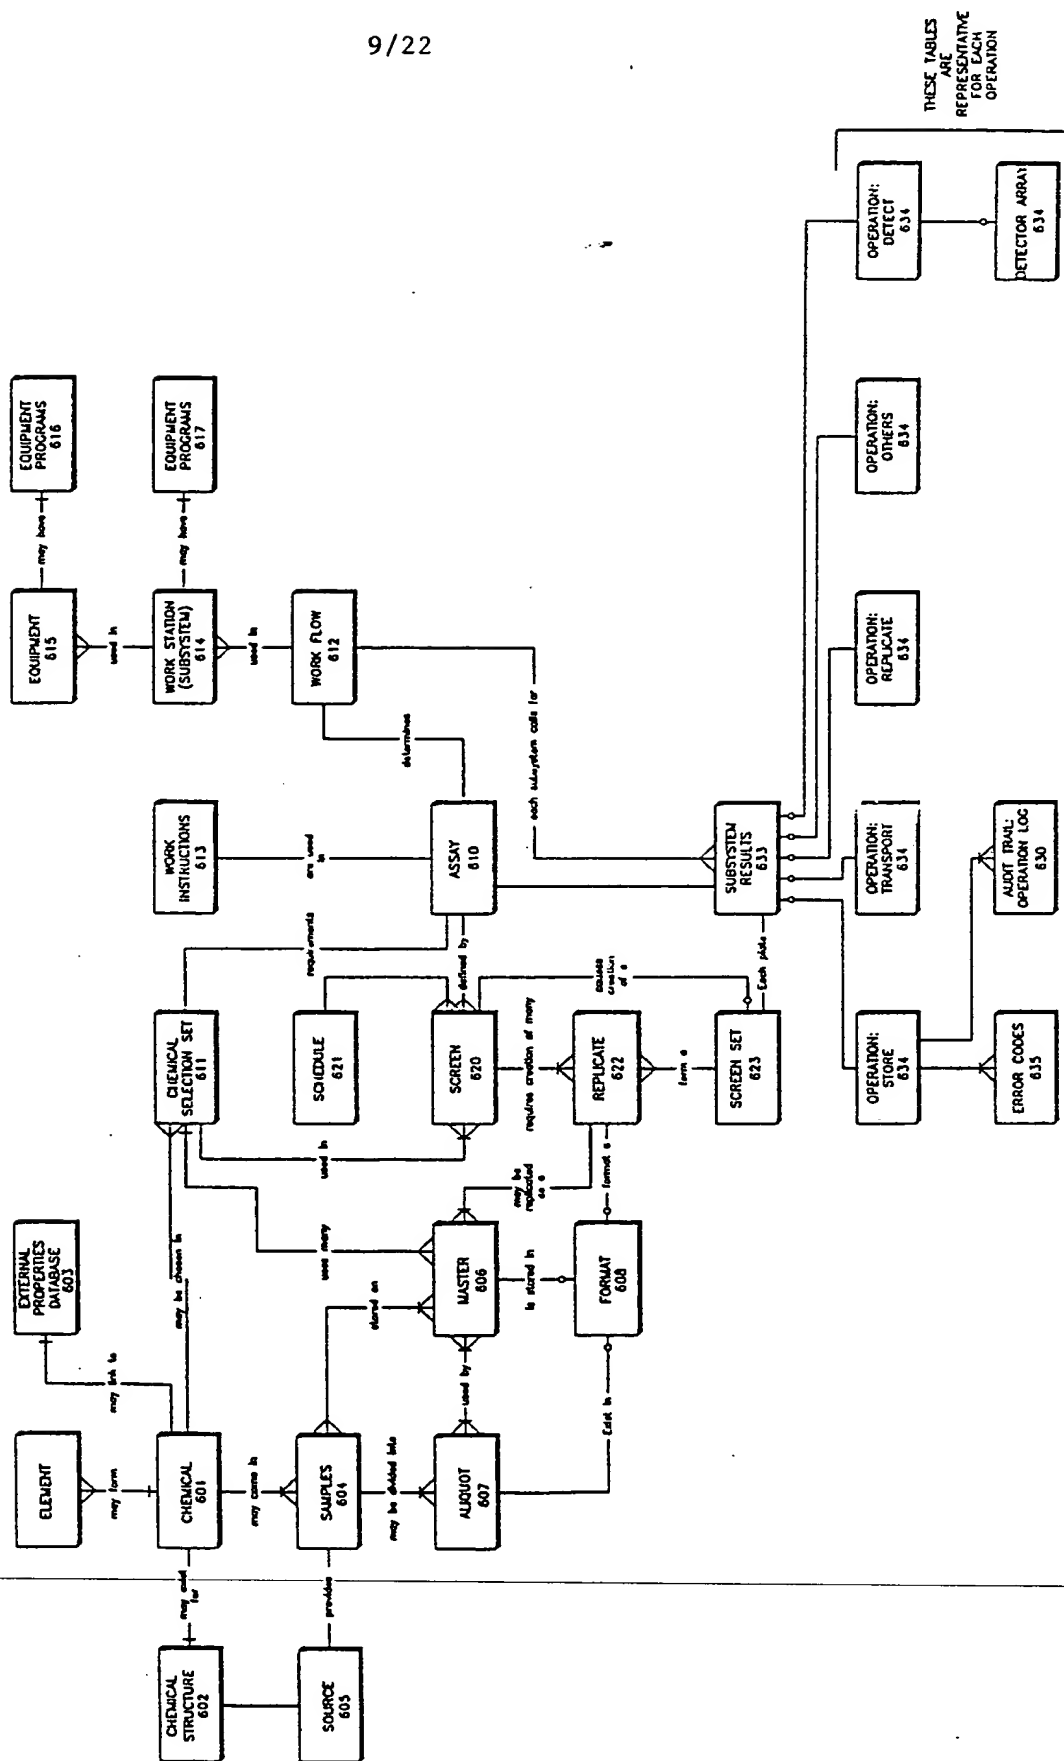 9/22
THESE TABLES
ARE
REPRESENTATIVE
FOR EACH
OPERATION
EQUIPMENT
PROGRAMS
616
EQUIPMENT
PROGRAMS
617
may have
may have
EQUIPMENT
615
used in
WORK STATION
(SUBSYSTEM)
614
used in
WORK FLOW
612
determines
each subsystem calls for
WORK
INSTRUCTIONS
613
are used
in
ASSAY
610
requirements
defined by
SUBSYSTEM
RESULTS
633
Each plate
CHEMICAL
SELECTION SET
611
SCHEDULE
621
SCREEN
620
requires creation of many
REPLICATE
622
form a
SCREEN SET
623
creation
of a
used in
uses many
may be
replicated
as a
format a
EXTERNAL
PROPERTIES
DATABASE
603
may be chosen in
may link to
stored on
MASTER
606
is stored in
FORMAT
608
used by
Exist in
ELEMENT
may form
CHEMICAL
601
may come in
SAMPLES
604
may be divided into
ALIQUOT
607
may exist
for
provides
CHEMICAL
STRUCTURE
602
SOURCE
605
OPERATION:
DETECT
634
DETECTOR ARRAY
634
OPERATION:
OTHERS
634
OPERATION:
REPLICATE
634
OPERATION:
TRANSPORT
634
AUDIT TRAIL:
OPERATION LOG
630
OPERATION:
STORE
634
ERROR CODES
635